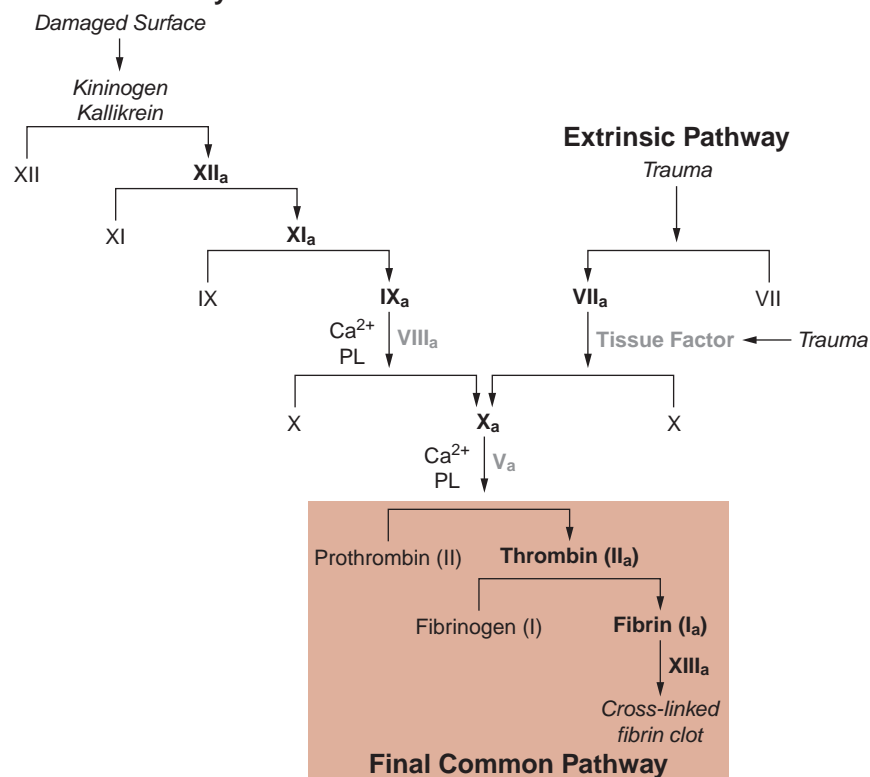 Damaged Surface
Kininogen
Kallikrein
Extrinsic Pathway
Trauma
XII
XIIa
XI
XIa
IX
IXa
VIIa
VII
Ca2+
PL
VIIIa
Tissue Factor
Trauma
X
Xa
X
Ca2+
PL
Va
Prothrombin (II)
Thrombin (IIa)
Fibrinogen (I)
Fibrin (Ia)
XIIIa
Cross-linked
fibrin clot
Final Common Pathway